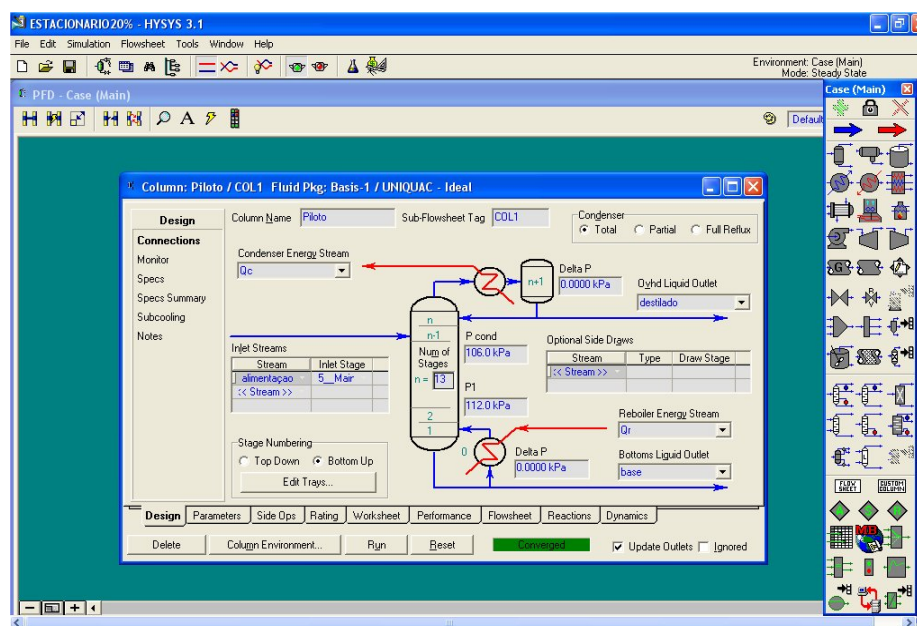 ESTACIONARIO20% - HYSYS 3.1
File Edit Simulation Flowsheet Tools Window Help
Environment: Case (Main)
Mode: Steady State
PFD - Case (Main)
Case (Main)
A
Default
Column: Piloto / COL1 Fluid Pkg: Basis-1 / UNIQUAC - Ideal
Design
Connections
Monitor
Specs
Specs Summary
Subcooling
Notes
Column Name Piloto Sub-Flowsheet Tag COL1
Condenser
Total Partial Full Reflux
Condenser Energy Stream
Qc
n+1
Delta P
0.0000 kPa
Ovhd Liquid Outlet
destilado
n
n-1
Num of
Stages
n = 13
2
1
0
P cond
106.0 kPa
P1
112.0 kPa
Inlet Streams
Stream Inlet Stage
alimentaçao 5__Mair
<< Stream >>
Optional Side Draws
Stream Type Draw Stage
<< Stream >>
Stage Numbering
Top Down Bottom Up
Edit Trays...
Reboiler Energy Stream
Qr
Delta P
0.0000 kPa
Bottoms Liquid Outlet
base
Design Parameters Side Ops Rating Worksheet Performance Flowsheet Reactions Dynamics
Delete Column Environment... Run Reset Converged Update Outlets Ignored
FLOW SHEET
CUSTOM COLUMN
MB